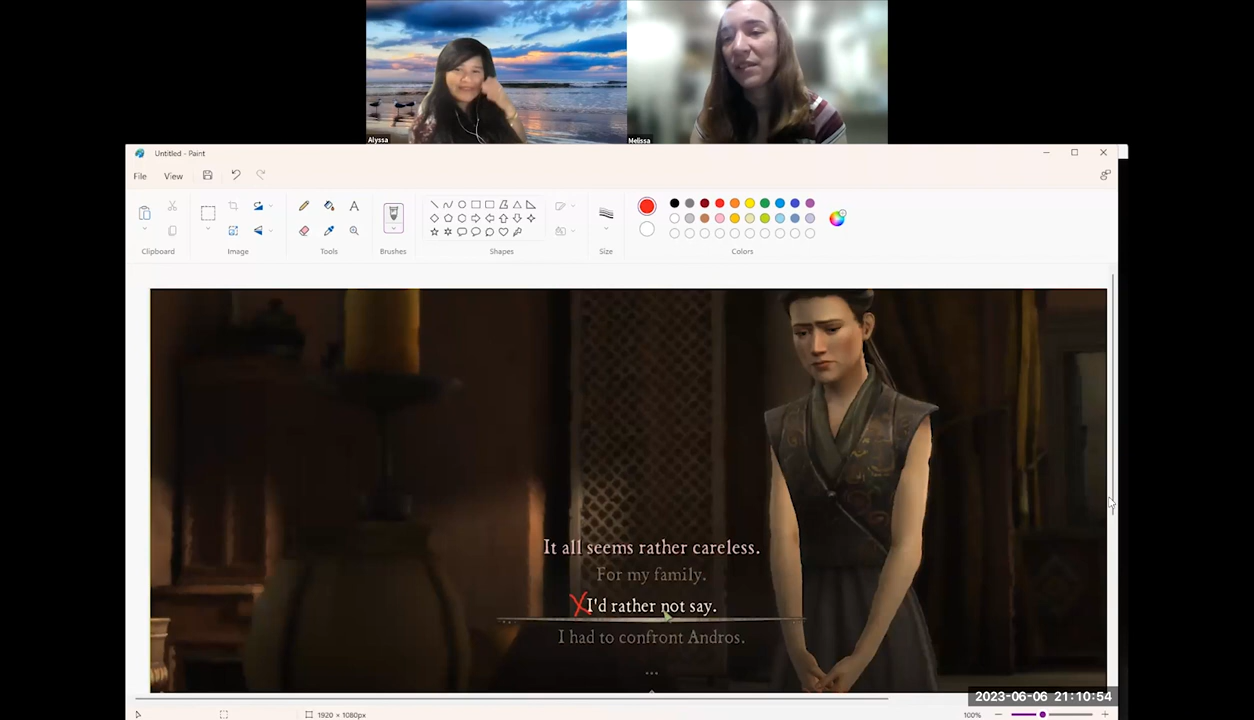 Alyssa
Melissa
Untitled - Paint
File
View
Clipboard
Image
Tools
Brushes
Shapes
Size
Colors
A
It all seems rather careless.
For my family.
XI'd rather not say.
I had to confront Andros.
...
2023-06-06 21:10:54
1920 × 1080px
100%